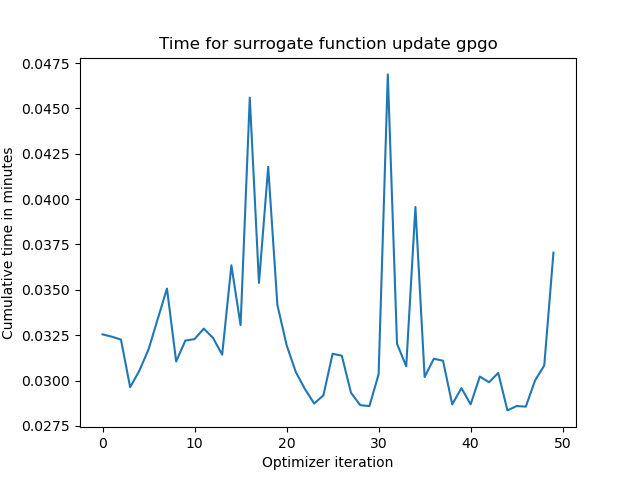 Time for surrogate function update gpgo
Cumulative time in minutes
0.0475
0.0450
0.0425
0.0400
0.0375
0.0350
0.0325
0.0300
0.0275
0 10 20 30 40 50
Optimizer iteration